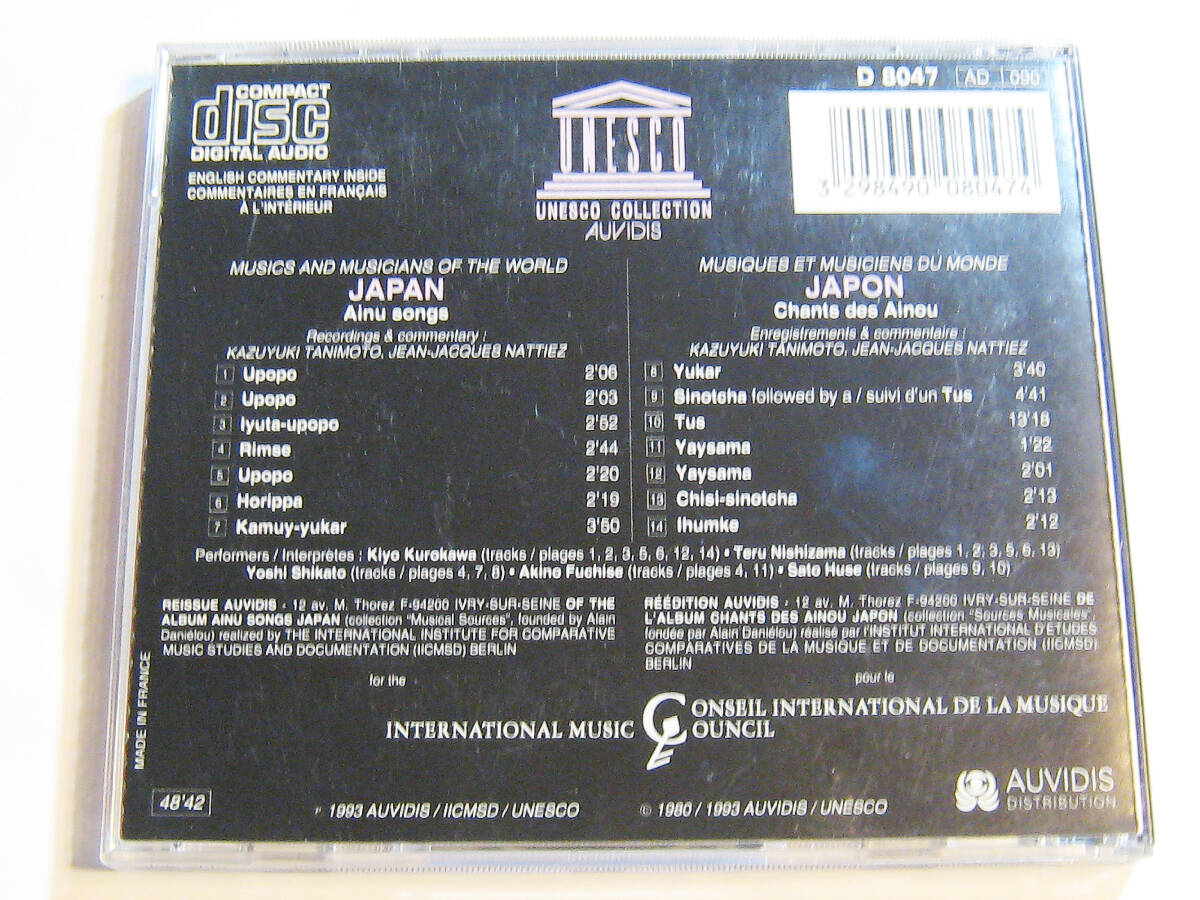 COMPACT
disc
DIGITAL AUDIO
ENGLISH COMMENTARY INSIDE
COMMENTAIRES EN FRANÇAIS
À L'INTÉRIEUR
UNESCO
UNESCO COLLECTION
AUVIDIS
D 8047 AD 090
3 298490 080474
MUSICS AND MUSICIANS OF THE WORLD
JAPAN
Ainu songs
Recordings & commentary :
KAZUYUKI TANIMOTO, JEAN-JACQUES NATTIEZ
1 Upopo 2'06
2 Upopo 2'03
3 Iyuta-upopo 2'52
4 Rimse 2'44
5 Upopo 2'20
6 Horippa 2'19
7 Kamuy-yukar 3'50
MUSIQUES ET MUSICIENS DU MONDE
JAPON
Chants des Ainou
Enregistrements & commentaire :
KAZUYUKI TANIMOTO, JEAN-JACQUES NATTIEZ
8 Yukar 3'40
9 Sinotcha followed by a / suivi d'un Tus 4'41
10 Tus 13'18
11 Yaysama 1'22
12 Yaysama 2'01
13 Chisi-sinotcha 2'13
14 Ihumke 2'12
Performers / Interprètes : Kiyo Kurokawa (tracks / plages 1, 2, 3, 5, 6, 12, 14) • Teru Nishizama (tracks / plages 1, 2, 3, 5, 6, 13)
Yoshi Shikato (tracks / plages 4, 7, 8) • Akino Fuchise (tracks / plages 4, 11) • Sato Huse (tracks / plages 9, 10)
REISSUE AUVIDIS - 12 av. M. Thorez F-94200 IVRY-SUR-SEINE OF THE
ALBUM AINU SONGS JAPAN (collection "Musical Sources", founded by Alain
Daniélou) realized by THE INTERNATIONAL INSTITUTE FOR COMPARATIVE
MUSIC STUDIES AND DOCUMENTATION (IICMSD) BERLIN
for the
RÉÉDITION AUVIDIS - 12 av. M. Thorez F-94200 IVRY-SUR-SEINE DE
L'ALBUM CHANTS DES AINOU JAPON (collection "Sources Musicales",
fondée par Alain Daniélou) réalisé par l'INSTITUT INTERNATIONAL D'ÉTUDES
COMPARATIVES DE LA MUSIQUE ET DE DOCUMENTATION (IICMSD)
BERLIN
pour le
CONSEIL INTERNATIONAL DE LA MUSIQUE
INTERNATIONAL MUSIC COUNCIL
MADE IN FRANCE
48'42
℗ 1993 AUVIDIS / IICMSD / UNESCO
© 1980 / 1993 AUVIDIS / UNESCO
AUVIDIS
DISTRIBUTION